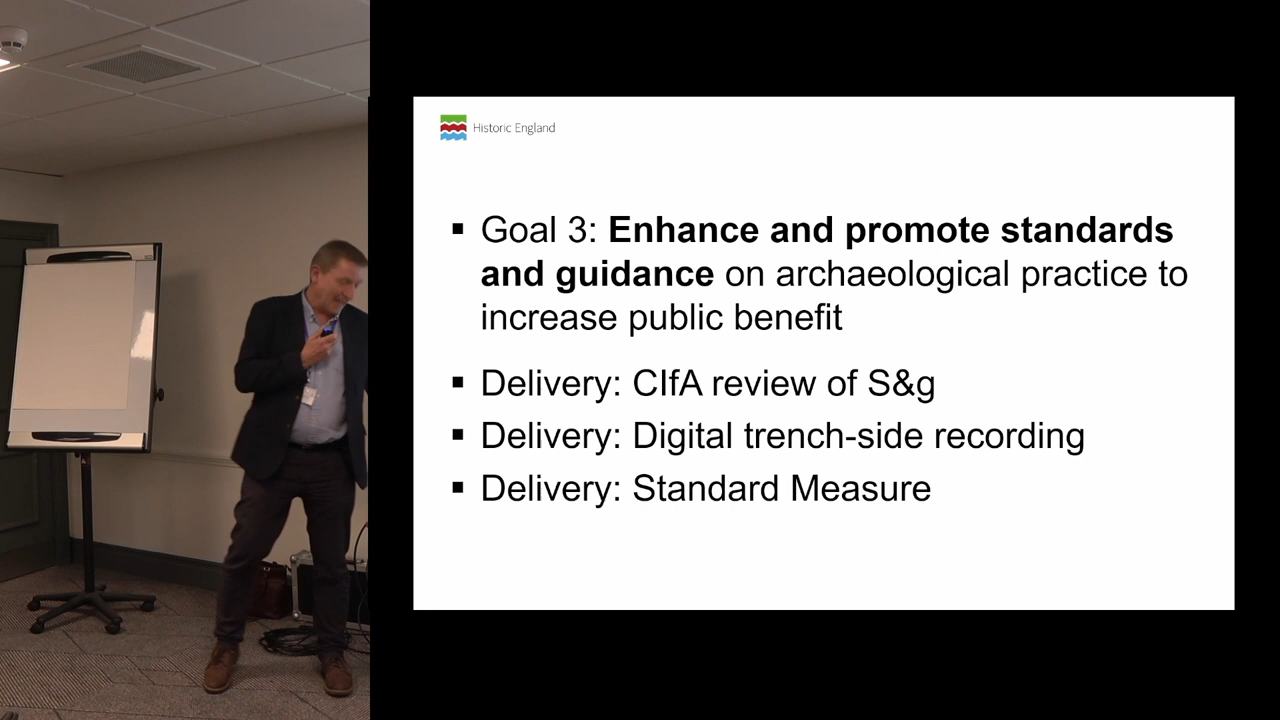 Historic England
▪ Goal 3: Enhance and promote standards
and guidance on archaeological practice to
increase public benefit
▪ Delivery: CIfA review of S&g
▪ Delivery: Digital trench-side recording
▪ Delivery: Standard Measure